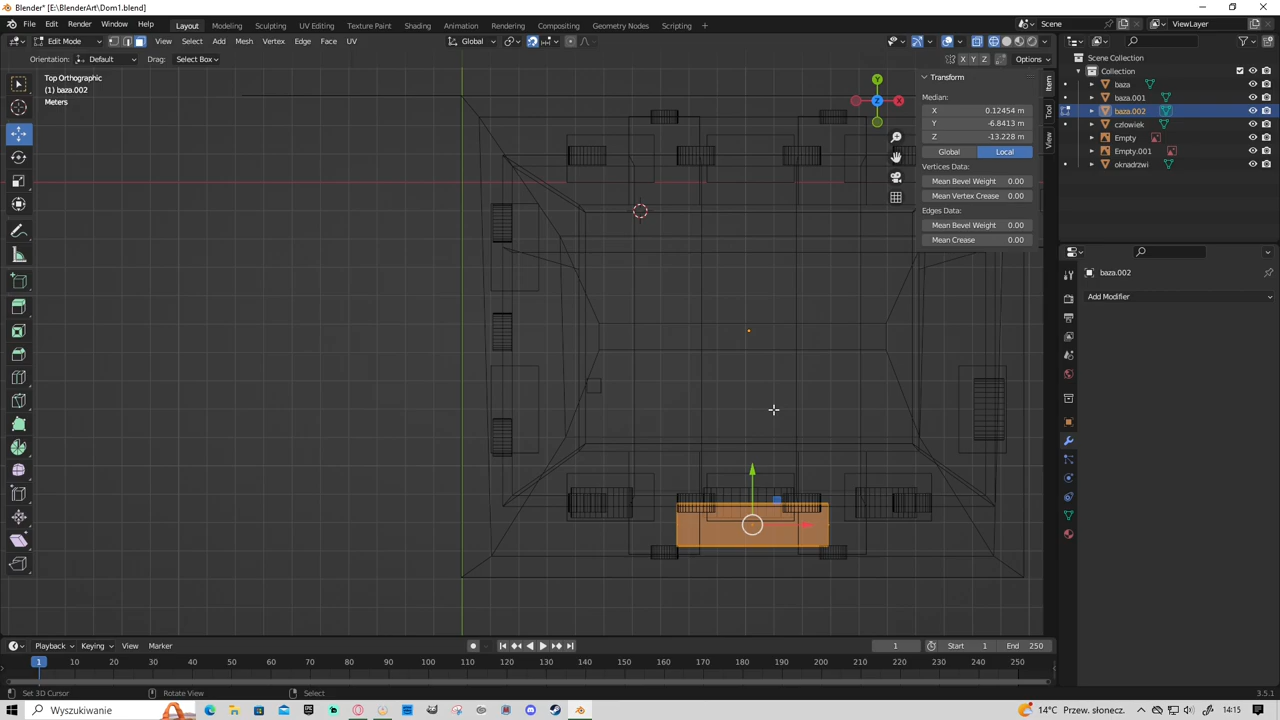 Blender* [E:\BlenderArt\Dom1.blend]
File Edit Render Window Help Layout Modeling Sculpting UV Editing Texture Paint Shading Animation Rendering Compositing Geometry Nodes Scripting + Scene ViewLayer
Edit Mode View Select Add Mesh Vertex Edge Face UV Global
Orientation: Default Drag: Select Box X Y Z Options
Top Orthographic
(1) baza.002
Meters
Y
Z
X
Transform
Median:
X 0.12454 m
Y -6.8413 m
Z -13.228 m
Global Local
Vertices Data:
Mean Bevel Weight 0.00
Mean Vertex Crease 0.00
Edges Data:
Mean Bevel Weight 0.00
Mean Crease 0.00
Item
Tool
View
Scene Collection
Collection
baza
baza.001
baza.002
czlowiek
Empty
Empty.001
oknadrzwi
baza.002
Add Modifier
Playback Keying View Marker 1 Start 1 End 250
1 10 20 30 40 50 60 70 80 90 100 110 120 130 140 150 160 170 180 190 200 210 220 230 240 250
Set 3D Cursor Rotate View Select 3.5.1
Wyszukiwanie 14°C Przew. słonecz. 14:15